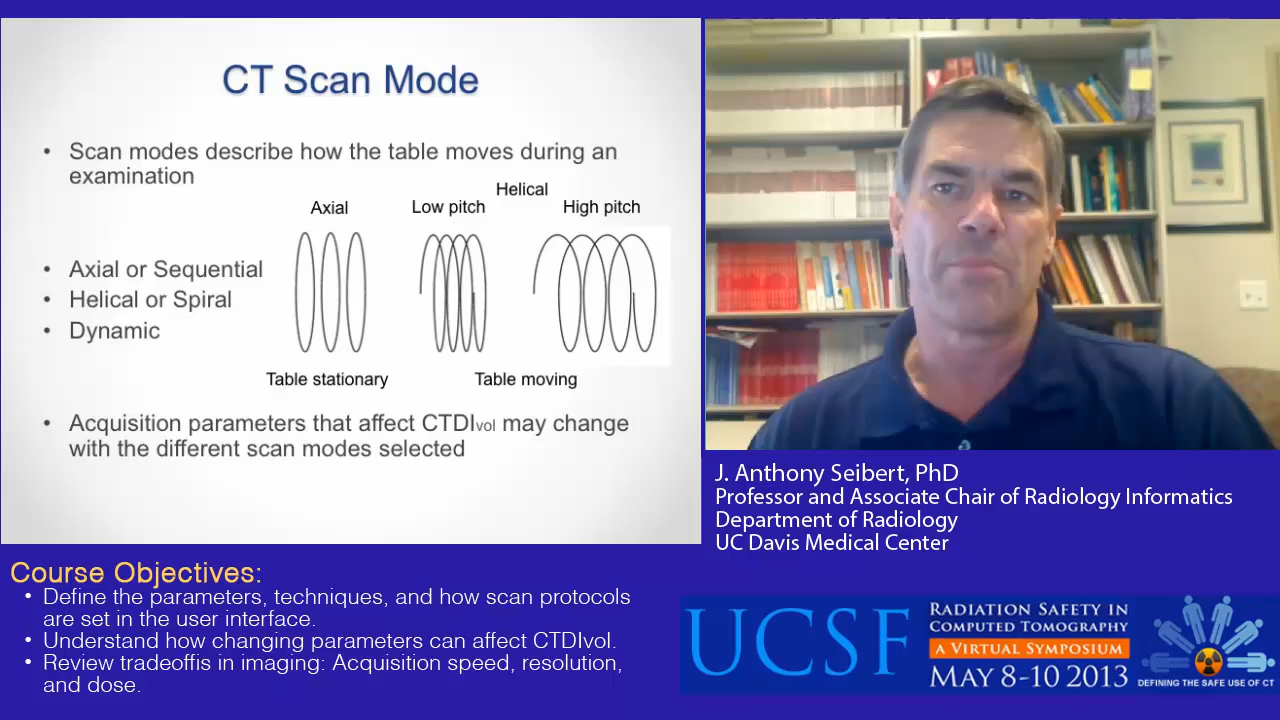 CT Scan Mode
• Scan modes describe how the table moves during an
examination
Helical
Axial
Low pitch
High pitch
• Axial or Sequential
• Helical or Spiral
• Dynamic
Table stationary
Table moving
• Acquisition parameters that affect CTDIvol may change
with the different scan modes selected
J. Anthony Seibert, PhD
Professor and Associate Chair of Radiology Informatics
Department of Radiology
UC Davis Medical Center
Course Objectives:
• Define the parameters, techniques, and how scan protocols
are set in the user interface.
• Understand how changing parameters can affect CTDIvol.
• Review tradeoffis in imaging: Acquisition speed, resolution,
and dose.
UCSF
RADIATION SAFETY IN
COMPUTED TOMOGRAPHY
A VIRTUAL SYMPOSIUM
MAY 8-10 2013
DEFINING THE SAFE USE OF CT